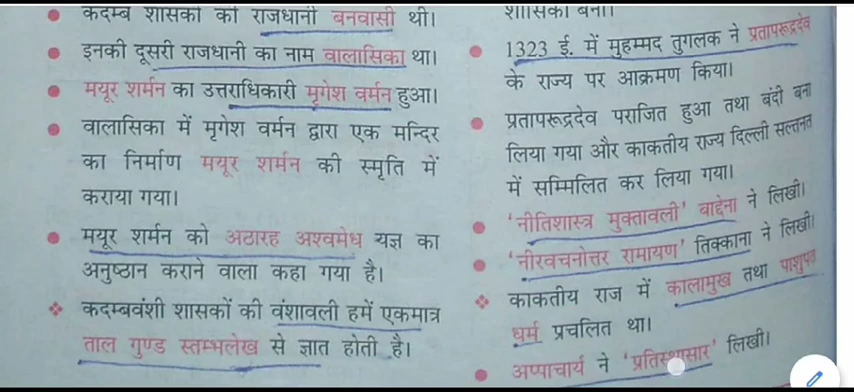 कदम्ब शासकों की राजधानी बनवासी थी।
इनकी दूसरी राजधानी का नाम वालासिका था।
मयूर शर्मन का उत्तराधिकारी मृगेश वर्मन हुआ।
वालासिका में मृगेश वर्मन द्वारा एक मन्दिर
का निर्माण मयूर शर्मन की स्मृति में
कराया गया।
मयूर शर्मन को अठारह अश्वमेध यज्ञ का
अनुष्ठान कराने वाला कहा गया है।
कदम्बवंशी शासकों की वंशावली हमें एकमात्र
ताल गुण्ड स्तम्भलेख से ज्ञात होती है।
शासिका बना।
1323 ई. में मुहम्मद तुगलक ने प्रतापरूद्रदेव
के राज्य पर आक्रमण किया।
प्रतापरूद्रदेव पराजित हुआ तथा बंदी बना
लिया गया और काकतीय राज्य दिल्ली सल्तनत
में सम्मिलित कर लिया गया।
'नीतिशास्त्र मुक्तावली' बाद्देना ने लिखी।
'नीरवचनोत्तर रामायण' तिक्काना ने लिखी।
काकतीय राज में कालामुख तथा पाशुपत
धर्म प्रचलित था।
अप्पाचार्य ने 'प्रतिस्थासार' लिखी।